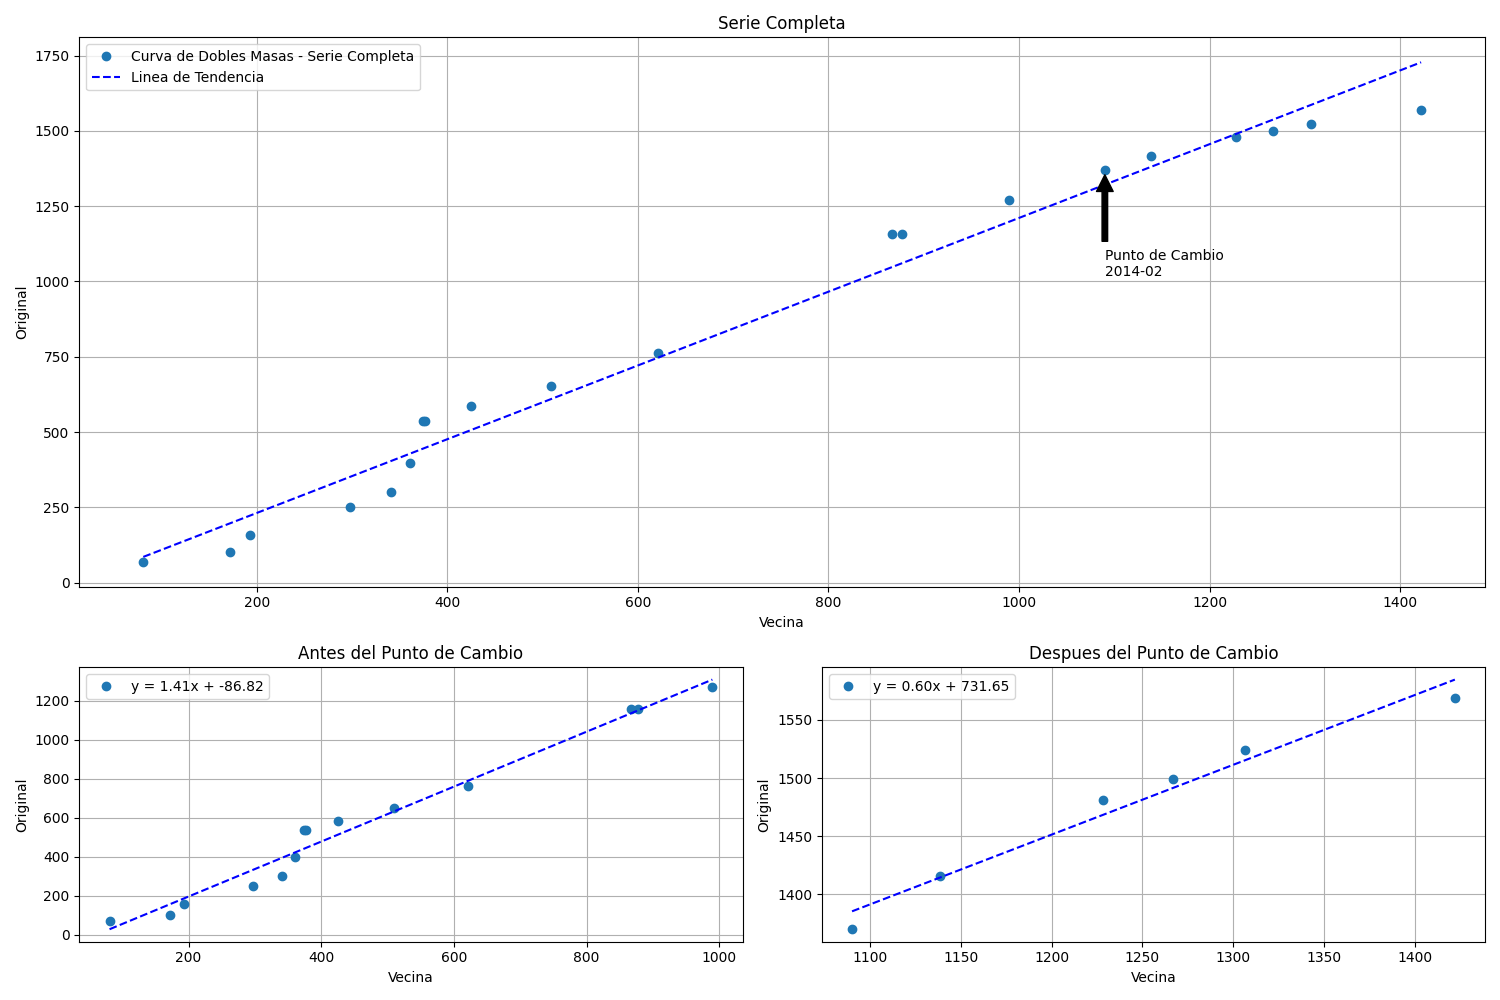 Serie Completa
Curva de Dobles Masas - Serie Completa
Linea de Tendencia
1750
1500
1250
1000
750
500
250
0
Original
Punto de Cambio
2014-02
200
400
600
800
1000
1200
1400
Vecina
Antes del Punto de Cambio
y = 1.41x + -86.82
1200
1000
800
600
400
200
0
Original
200
400
600
800
1000
Vecina
Despues del Punto de Cambio
y = 0.60x + 731.65
1550
1500
1450
1400
Original
1100
1150
1200
1250
1300
1350
1400
Vecina